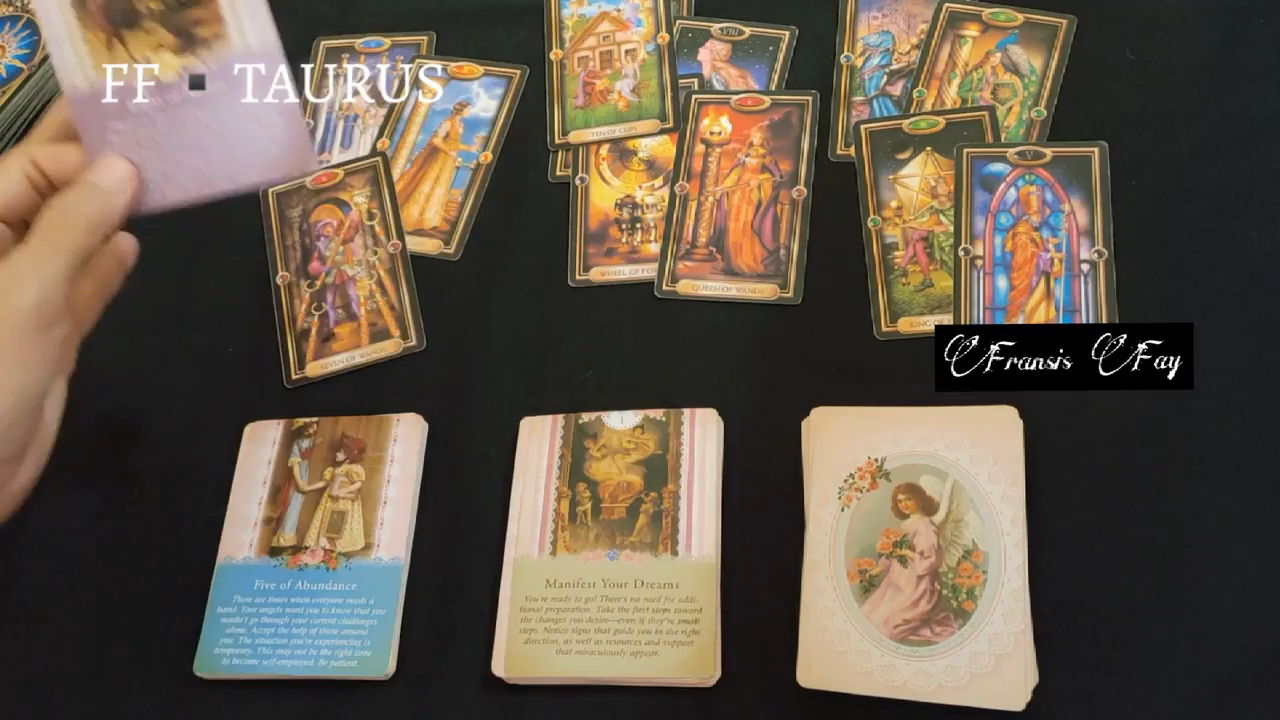 FF ▪ TAURUS
TEN OF CUPS
VIII
WHEEL OF FOR
QUEEN OF WANDS
V
KING OF P
SEVEN OF WANDS
Fransis Fay
Five of Abundance
There are times when everyone needs a
hand. Your angels want you to know that you
needn't go through your current challenges
alone. Accept the help of those around
you. The situation you're experiencing is
temporary. This may not be the right time
to become self-employed. Be patient.
Manifest Your Dreams
You're ready to go! There's no need for addi-
tional preparation. Take the first steps toward
the changes you desire—even if they're small
steps. Notice signs that guide you in the right
direction, as well as resources and support
that miraculously appear.